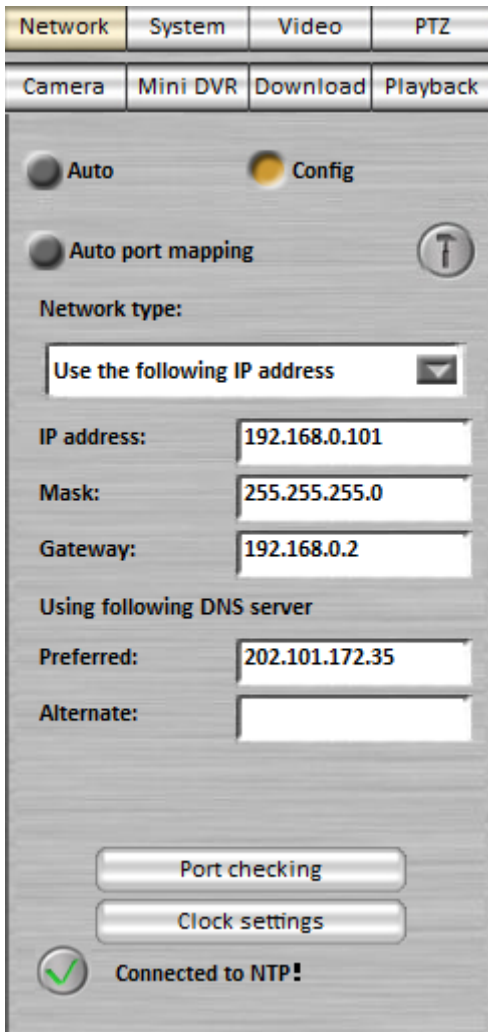 Network System Video PTZ
Camera Mini DVR Download Playback
Auto Config
Auto port mapping
Network type:
Use the following IP address
IP address: 192.168.0.101
Mask: 255.255.255.0
Gateway: 192.168.0.2
Using following DNS server
Preferred: 202.101.172.35
Alternate:
Port checking
Clock settings
Connected to NTP!